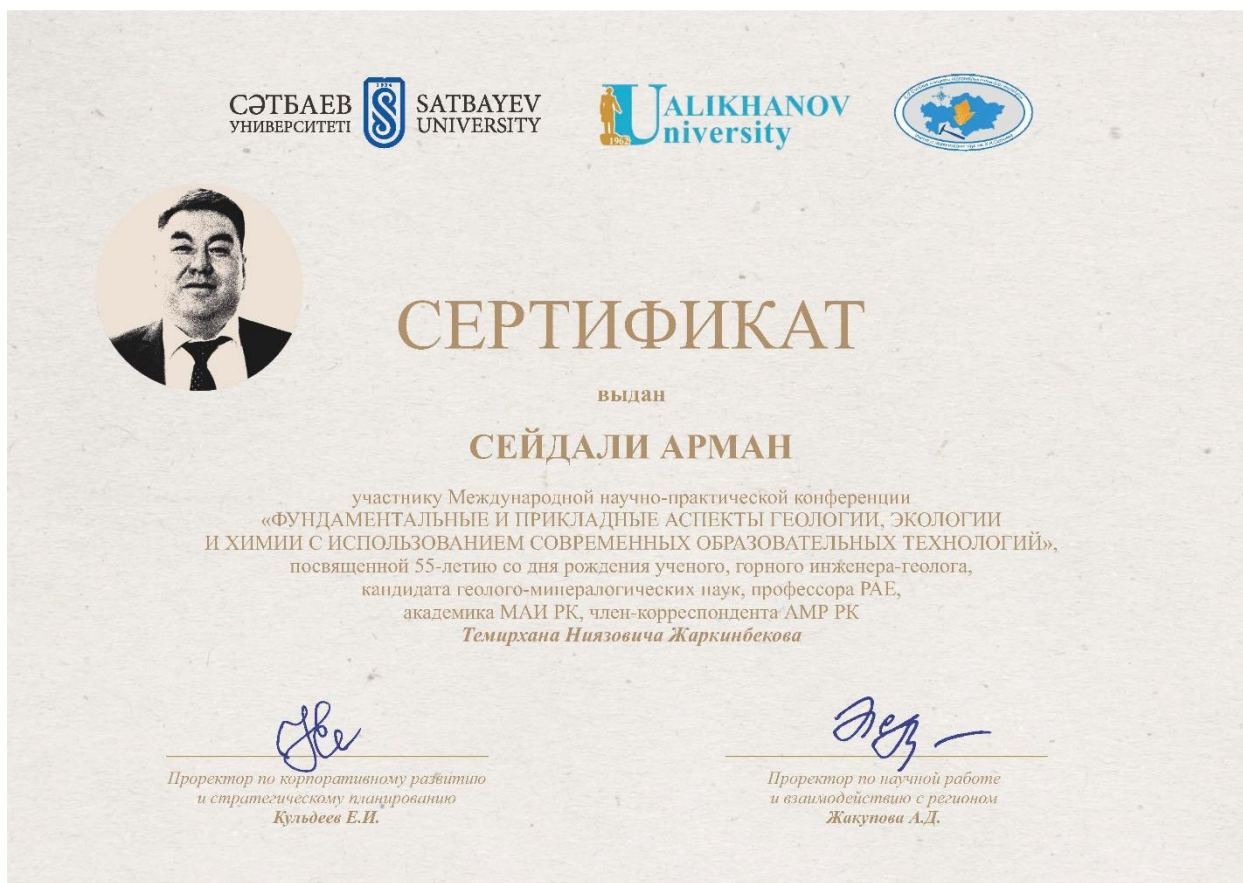 СӘТБАЕВ
УНИВЕРСИТЕТІ
1934
SATBAYEV
UNIVERSITY
UALIKHANOV
University
1962
СЕРТИФИКАТ
выдан
СЕЙДАЛИ АРМАН
участнику Международной научно-практической конференции
«ФУНДАМЕНТАЛЬНЫЕ И ПРИКЛАДНЫЕ АСПЕКТЫ ГЕОЛОГИИ, ЭКОЛОГИИ
И ХИМИИ С ИСПОЛЬЗОВАНИЕМ СОВРЕМЕННЫХ ОБРАЗОВАТЕЛЬНЫХ ТЕХНОЛОГИЙ»,
посвященной 55-летию со дня рождения ученого, горного инженера-геолога,
кандидата геолого-минералогических наук, профессора РАЕ,
академика МАИ РК, член-корреспондента АМР РК
Темирхана Ниязовича Жаркинбекова
Проректор по корпоративному развитию
и стратегическому планированию
Кульдеев Е.И.
Проректор по научной работе
и взаимодействию с регионом
Жакупова А.Д.